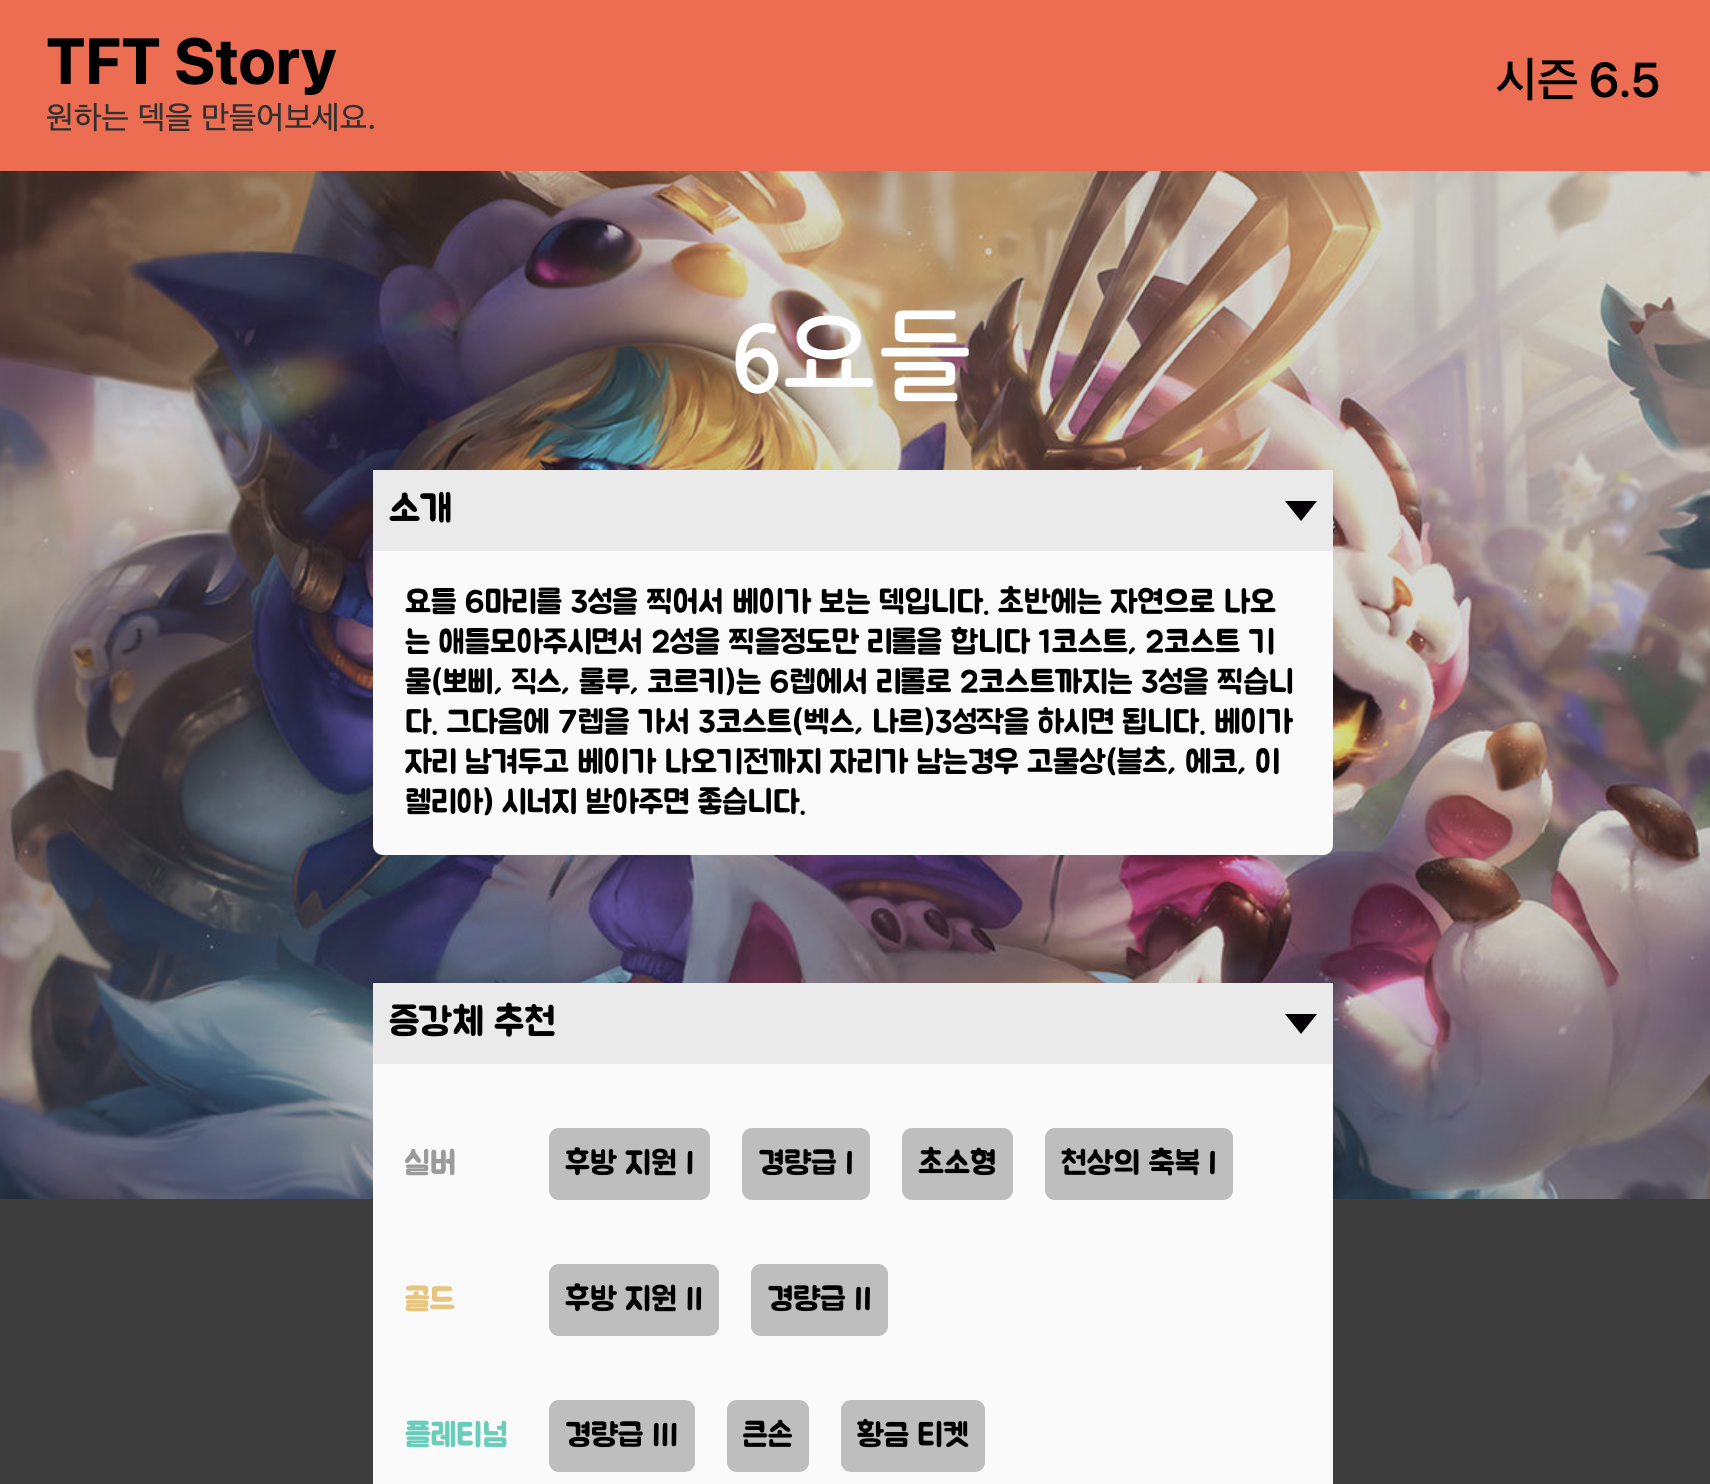 TFT Story
원하는 덱을 만들어보세요.
시즌 6.5
6요들
소개
요들 6마리를 3성을 찍어서 베이가 보는 덱입니다. 초반에는 자연으로 나오
는 애들모아주시면서 2성을 찍을정도만 리롤을 합니다 1코스트, 2코스트 기
물(뽀삐, 직스, 룰루, 코르키)는 6렙에서 리롤로 2코스트까지는 3성을 찍습니
다. 그다음에 7렙을 가서 3코스트(벡스, 나르)3성작을 하시면 됩니다. 베이가
자리 남겨두고 베이가 나오기전까지 자리가 남는경우 고물상(블츠, 에코, 이
렐리아) 시너지 받아주면 좋습니다.
증강체 추천
실버 후방 지원 I 경량급 I 초소형 천상의 축복 I
골드 후방 지원 II 경량급 II
플레티넘 경량급 III 큰손 황금 티켓